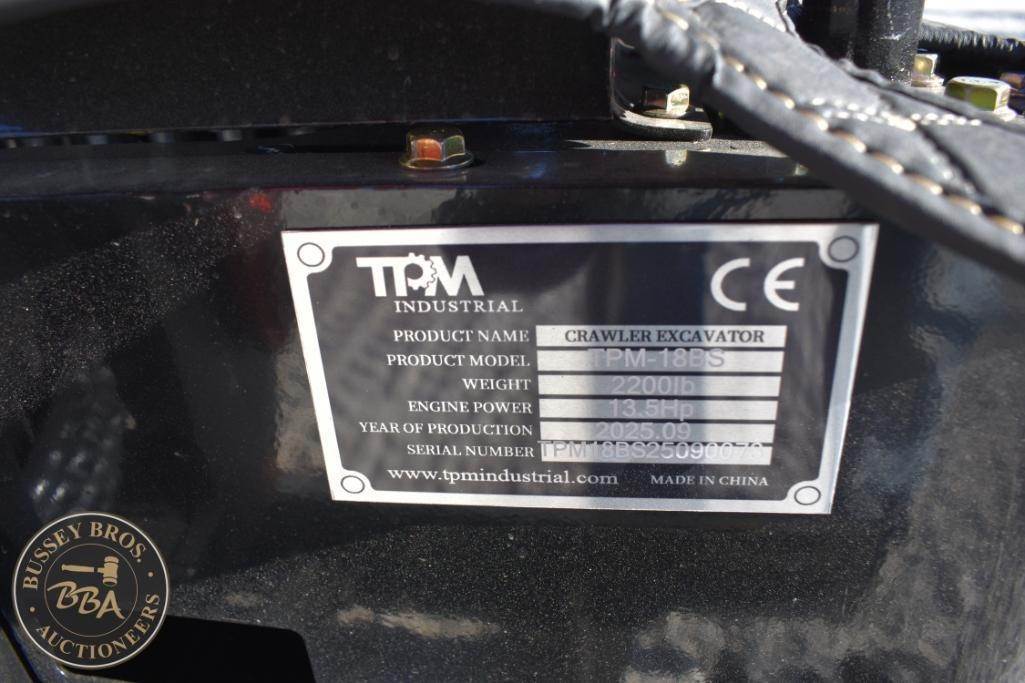 TPM
INDUSTRIAL
CE
PRODUCT NAME CRAWLER EXCAVATOR
PRODUCT MODEL TPM-18BS
WEIGHT 2200lb
ENGINE POWER 13.5Hp
YEAR OF PRODUCTION 2025.09
SERIAL NUMBER TPM18BS25090073
www.tpmindustrial.com MADE IN CHINA
BUSSEY BROS.
BBA
AUCTIONEERS